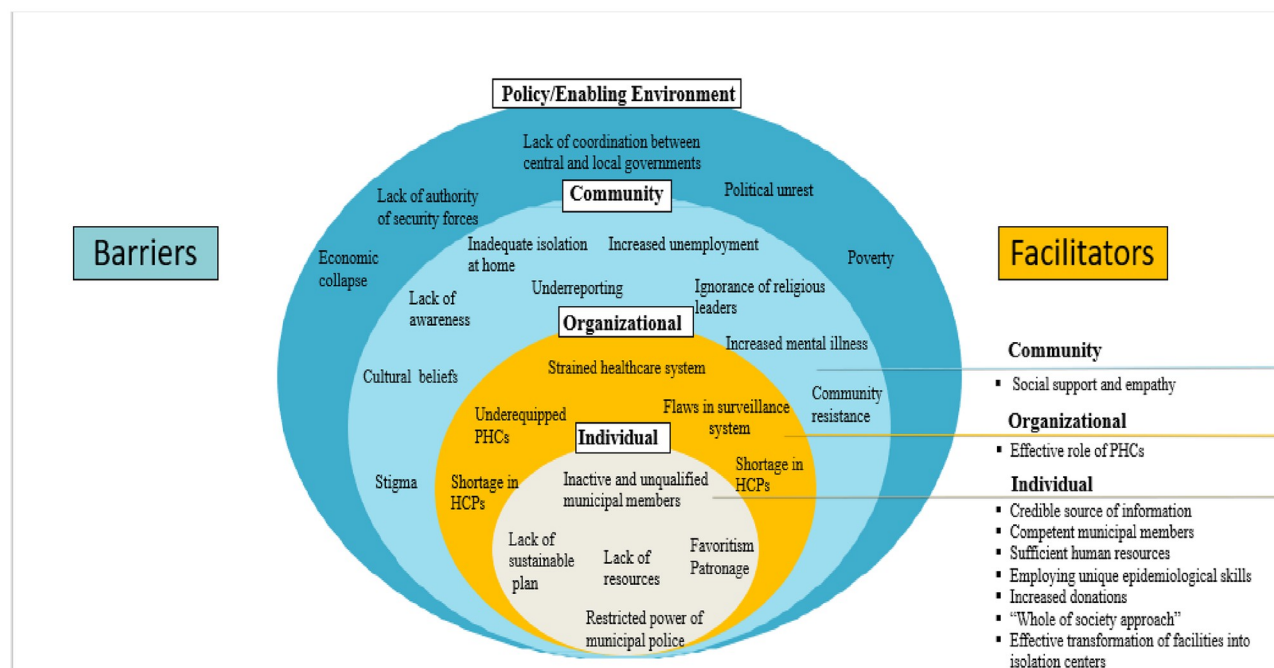 Policy/Enabling Environment
Lack of coordination between
central and local governments
Political unrest
Lack of authority
of security forces
Economic
collapse
Poverty
Community
Inadequate isolation
at home
Increased unemployment
Underreporting
Ignorance of religious
leaders
Lack of
awareness
Increased mental illness
Cultural beliefs
Community
resistance
Stigma
Organizational
Strained healthcare system
Underequipped
PHCs
Flaws in surveillance
system
Shortage in
HCPs
Shortage in
HCPs
Individual
Inactive and unqualified
municipal members
Lack of
sustainable
plan
Lack of
resources
Favoritism
Patronage
Restricted power of
municipal police
Barriers
Facilitators
Community
▪ Social support and empathy
Organizational
▪ Effective role of PHCs
Individual
▪ Credible source of information
▪ Competent municipal members
▪ Sufficient human resources
▪ Employing unique epidemiological skills
▪ Increased donations
▪ “Whole of society approach”
▪ Effective transformation of facilities into
isolation centers